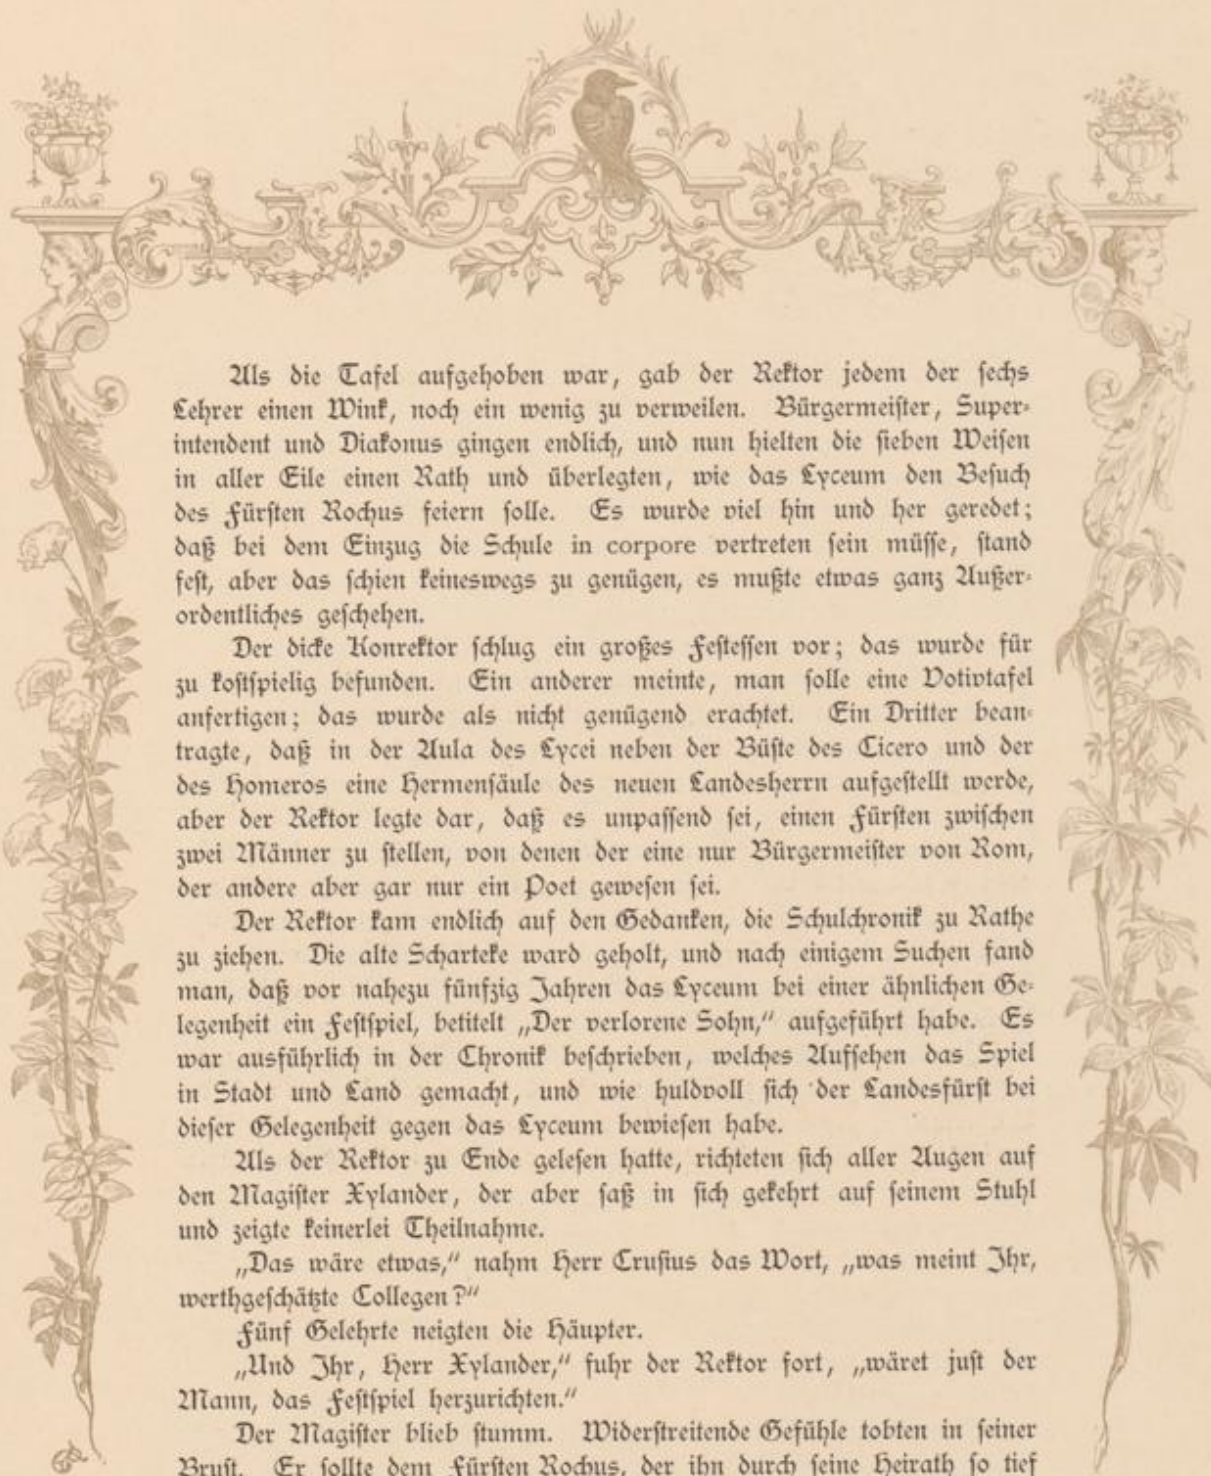 Als die Tafel aufgehoben war, gab der Rektor jedem der sechs
Lehrer einen Wink, noch ein wenig zu verweilen. Bürgermeister, Super-
intendent und Diakonus gingen endlich, und nun hielten die sieben Weisen
in aller Eile einen Rath und überlegten, wie das Lyceum den Besuch
des Fürsten Rochus feiern solle. Es wurde viel hin und her geredet;
daß bei dem Einzug die Schule in corpore vertreten sein müsse, stand
fest, aber das schien keineswegs zu genügen, es mußte etwas ganz Außer-
ordentliches geschehen.
Der dicke Konrektor schlug ein großes Festessen vor; das wurde für
zu kostspielig befunden. Ein anderer meinte, man solle eine Votivtafel
anfertigen; das wurde als nicht genügend erachtet. Ein Dritter bean-
tragte, daß in der Aula des Lycei neben der Büste des Cicero und der
des Homeros eine Hermensäule des neuen Landesherrn aufgestellt werde,
aber der Rektor legte dar, daß es unpassend sei, einen Fürsten zwischen
zwei Männer zu stellen, von denen der eine nur Bürgermeister von Rom,
der andere aber gar nur ein Poet gewesen sei.
Der Rektor kam endlich auf den Gedanken, die Schulchronik zu Rathe
zu ziehen. Die alte Scharteke ward geholt, und nach einigem Suchen fand
man, daß vor nahezu fünfzig Jahren das Lyceum bei einer ähnlichen Ge-
legenheit ein Festspiel, betitelt „Der verlorene Sohn,“ aufgeführt habe. Es
war ausführlich in der Chronik beschrieben, welches Aufsehen das Spiel
in Stadt und Land gemacht, und wie huldvoll sich der Landesfürst bei
dieser Gelegenheit gegen das Lyceum bewiesen habe.
Als der Rektor zu Ende gelesen hatte, richteten sich aller Augen auf
den Magister Xylander, der aber saß in sich gekehrt auf seinem Stuhl
und zeigte keinerlei Theilnahme.
„Das wäre etwas,“ nahm Herr Crusius das Wort, „was meint Ihr,
werthgeschätzte Collegen?“
Fünf Gelehrte neigten die Häupter.
„Und Ihr, Herr Xylander,“ fuhr der Rektor fort, „wäret just der
Mann, das Festspiel herzurichten.“
Der Magister blieb stumm. Widerstreitende Gefühle tobten in seiner
Brust. Er sollte dem Fürsten Rochus, der ihn durch seine Heirath so tief